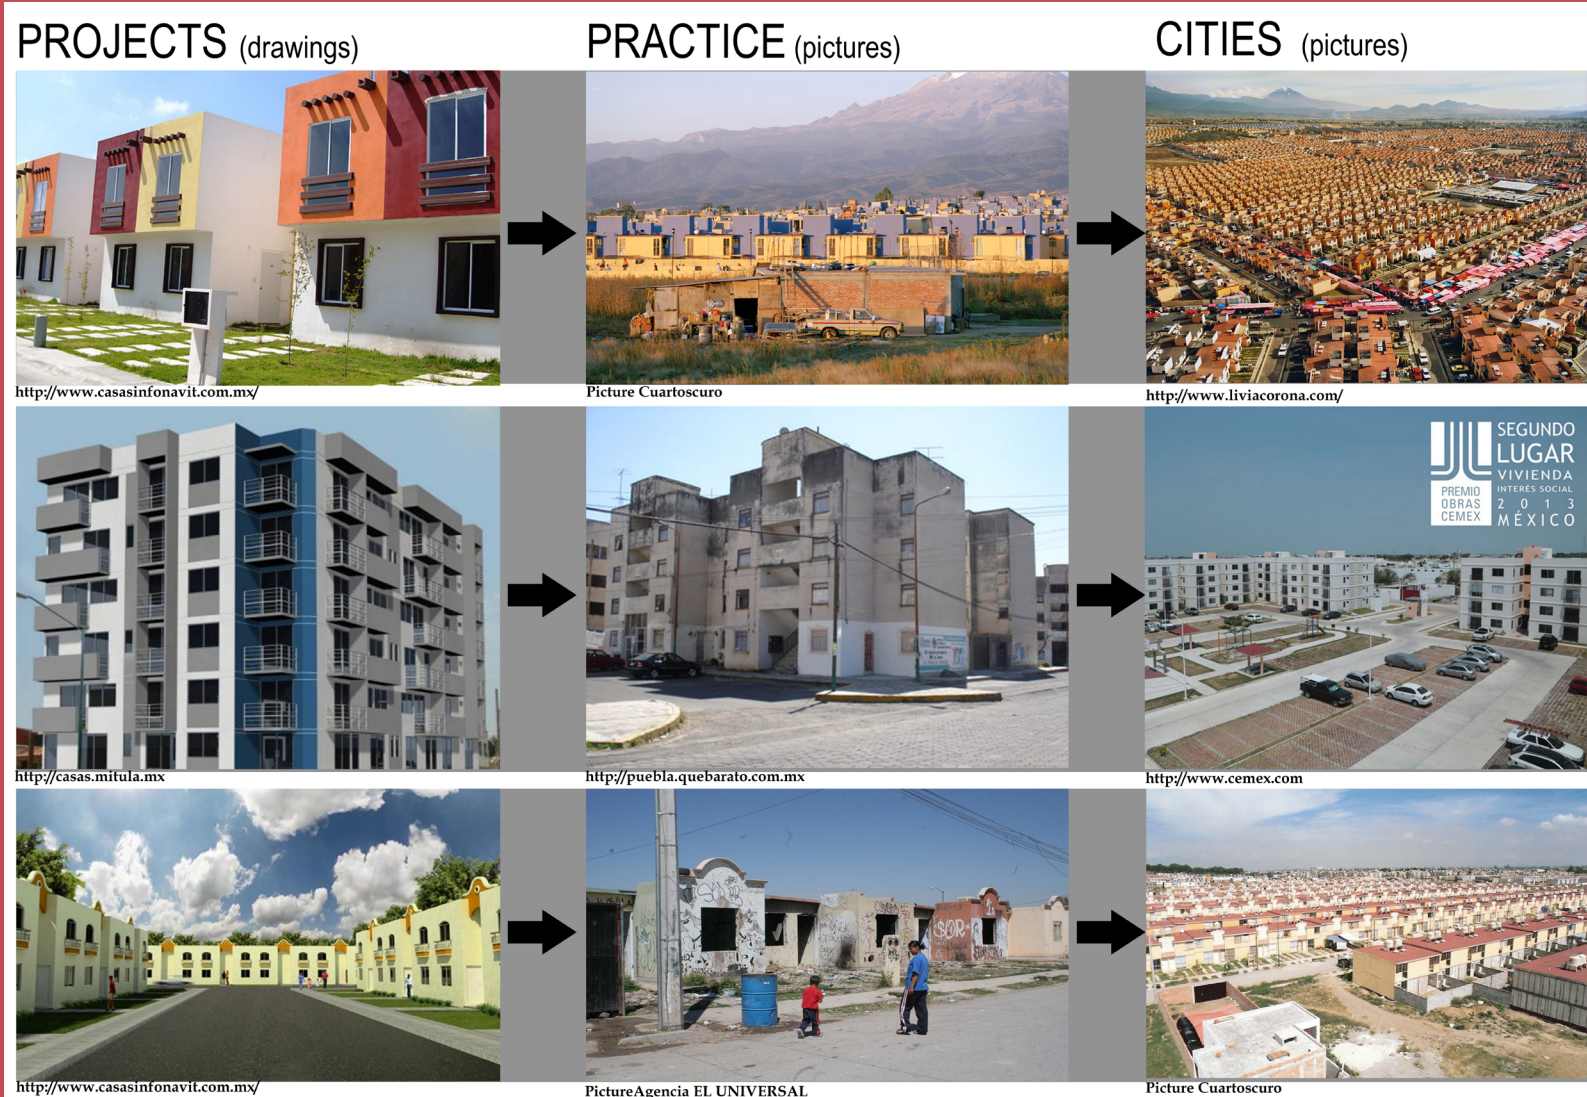 PROJECTS (drawings)
PRACTICE (pictures)
CITIES (pictures)
http://www.casasinfonavit.com.mx/
Picture Cuartoscuro
http://www.liviacorona.com/
SEGUNDO
LUGAR
VIVIENDA
INTERÉS SOCIAL
2 0 1 3
MÉXICO
PREMIO
OBRAS
CEMEX
http://casas.mitula.mx
http://puebla.quebarato.com.mx
http://www.cemex.com
SOR
http://www.casasinfonavit.com.mx/
PictureAgencia EL UNIVERSAL
Picture Cuartoscuro